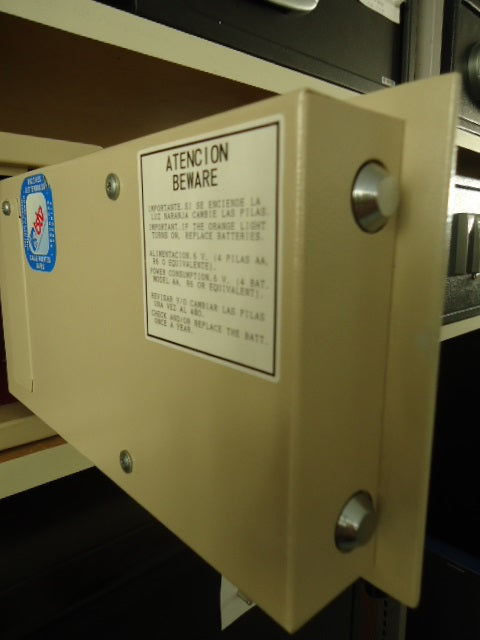 ATENCION
BEWARE
IMPORTANTE.SI SE ENCIENDE LA
LUZ NARANJA CAMBIE LAS PILAS.
IMPORTANT.IF THE ORANGE LIGHT
TURNS ON, REPLACE BATTERIES.
ALIMENTACION.6 V. (4 PILAS AA,
R6 O EQUIVALENTE).
POWER CONSUMPTION.6 V. (4 BAT.
MODEL AA, R6 OR EQUIVALENT).
REVISAR Y/O CAMBIAR LAS PILAS
UNA VEZ AL AÑO.
CHECK AND/OR REPLACE THE BATT.
ONCE A YEAR.